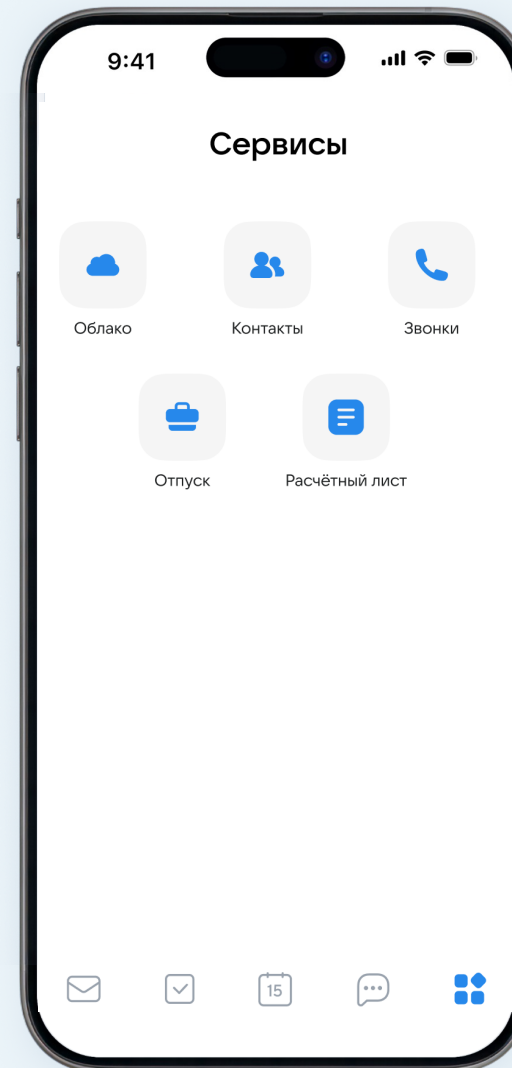 9:41
Сервисы
Облако
Контакты
Звонки
Отпуск
Расчётный лист
15